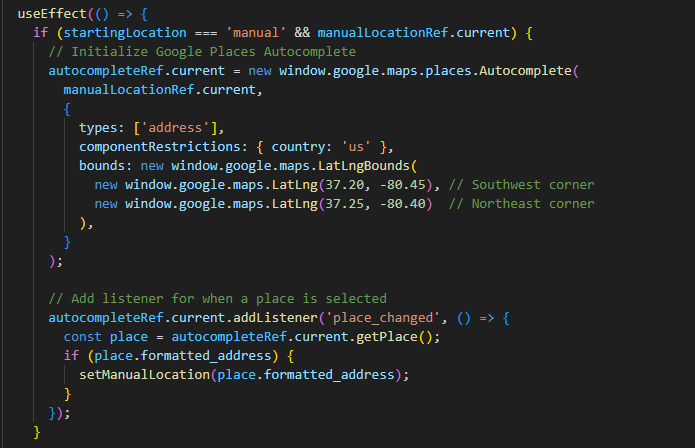 useEffect(() => {
if (startingLocation === 'manual' && manualLocationRef.current) {
// Initialize Google Places Autocomplete
autocompleteRef.current = new window.google.maps.places.Autocomplete(
manualLocationRef.current,
{
types: ['address'],
componentRestrictions: { country: 'us' },
bounds: new window.google.maps.LatLngBounds(
new window.google.maps.LatLng(37.20, -80.45), // Southwest corner
new window.google.maps.LatLng(37.25, -80.40)  // Northeast corner
),
}
);
// Add listener for when a place is selected
autocompleteRef.current.addListener('place_changed', () => {
const place = autocompleteRef.current.getPlace();
if (place.formatted_address) {
setManualLocation(place.formatted_address);
}
});
}